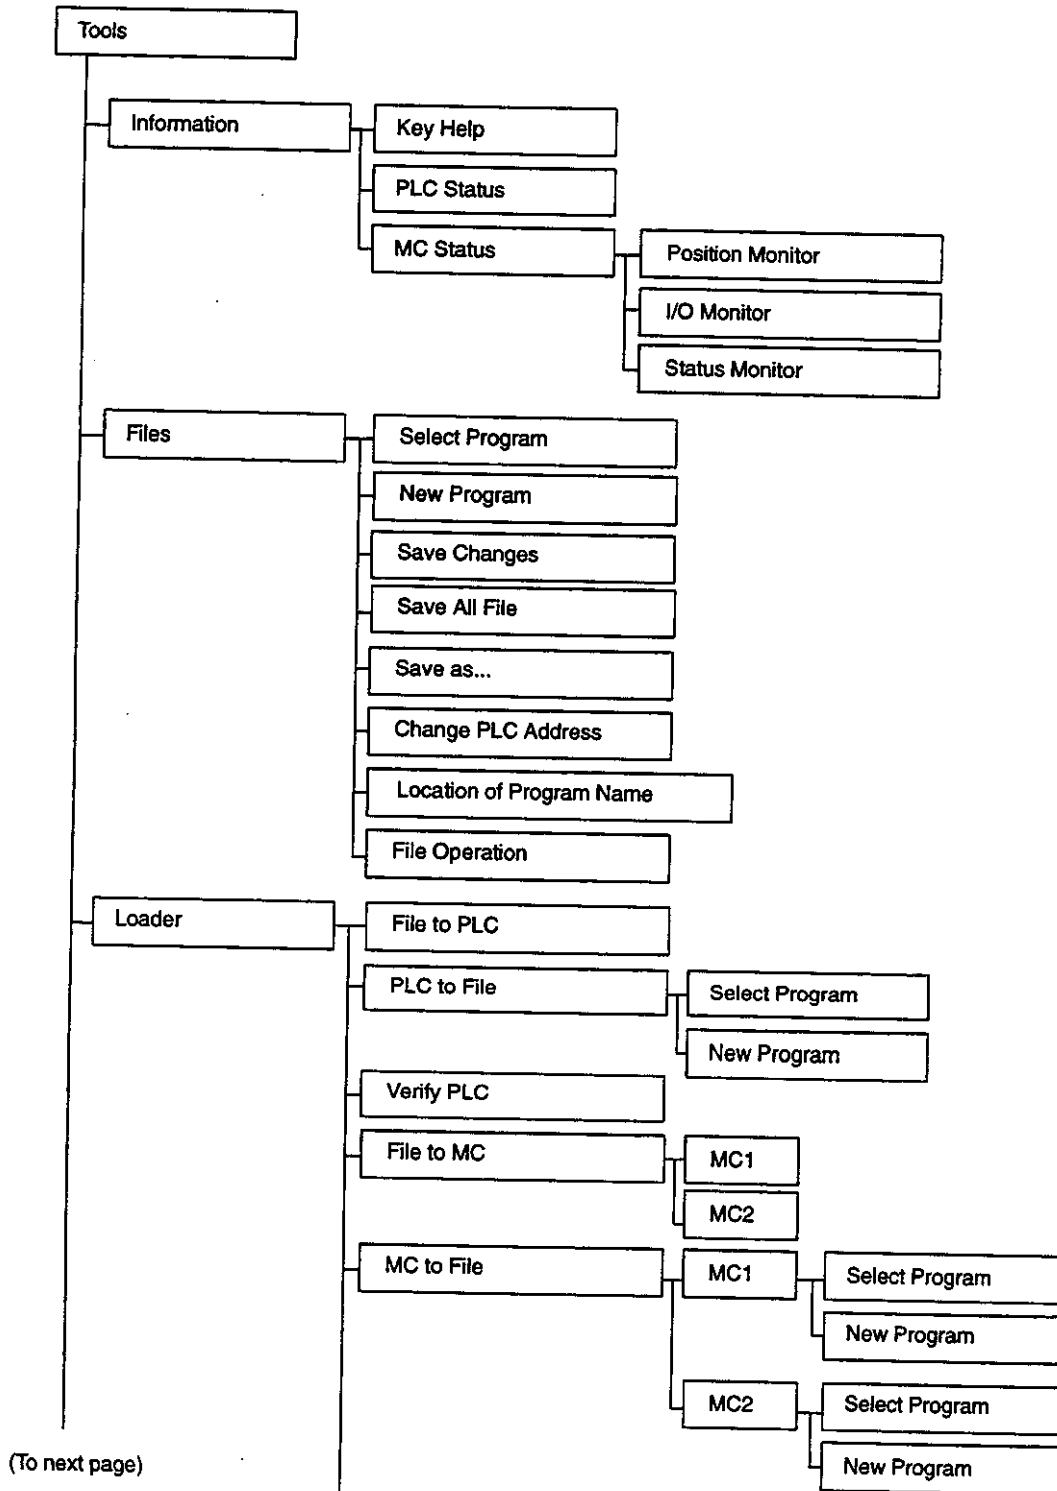 Tools
Information
Key Help
PLC Status
MC Status
Position Monitor
I/O Monitor
Status Monitor
Files
Select Program
New Program
Save Changes
Save All File
Save as...
Change PLC Address
Location of Program Name
File Operation
Loader
File to PLC
PLC to File
Select Program
New Program
Verify PLC
File to MC
MC1
MC2
MC to File
MC1
Select Program
New Program
MC2
Select Program
New Program
(To next page)